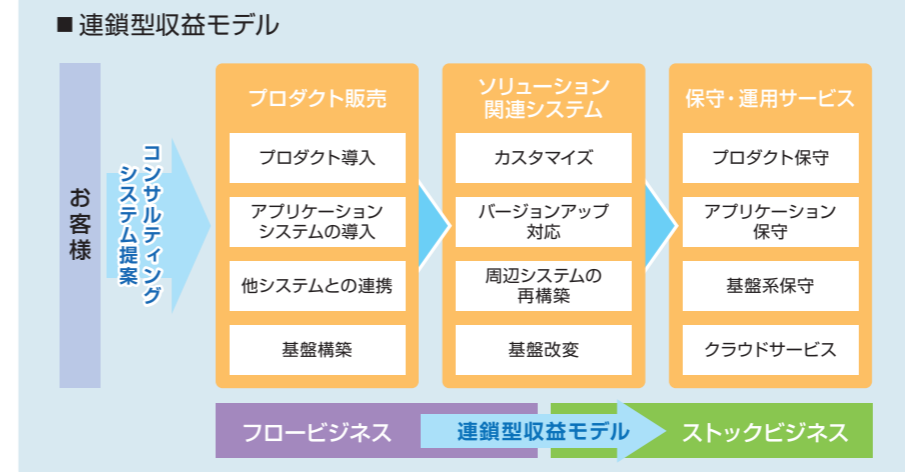 ■ 連鎖型収益モデル
お客様
コンサルティング
システム提案
プロダクト販売
プロダクト導入
アプリケーション
システムの導入
他システムとの連携
基盤構築
ソリューション
関連システム
カスタマイズ
バージョンアップ
対応
周辺システムの
再構築
基盤改変
保守・運用サービス
プロダクト保守
アプリケーション
保守
基盤系保守
クラウドサービス
フロービジネス
連鎖型収益モデル
ストックビジネス